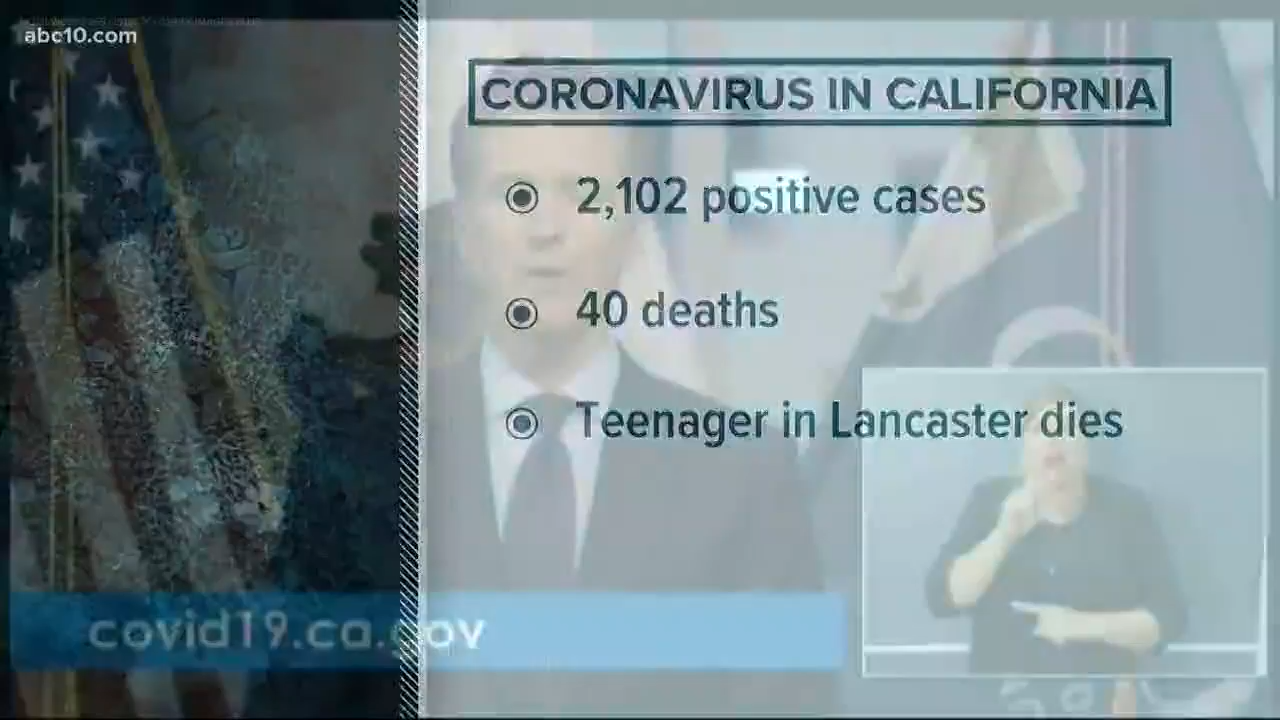 abc10.com
CORONAVIRUS IN CALIFORNIA
2,102 positive cases
40 deaths
Teenager in Lancaster dies
covid19.ca.gov